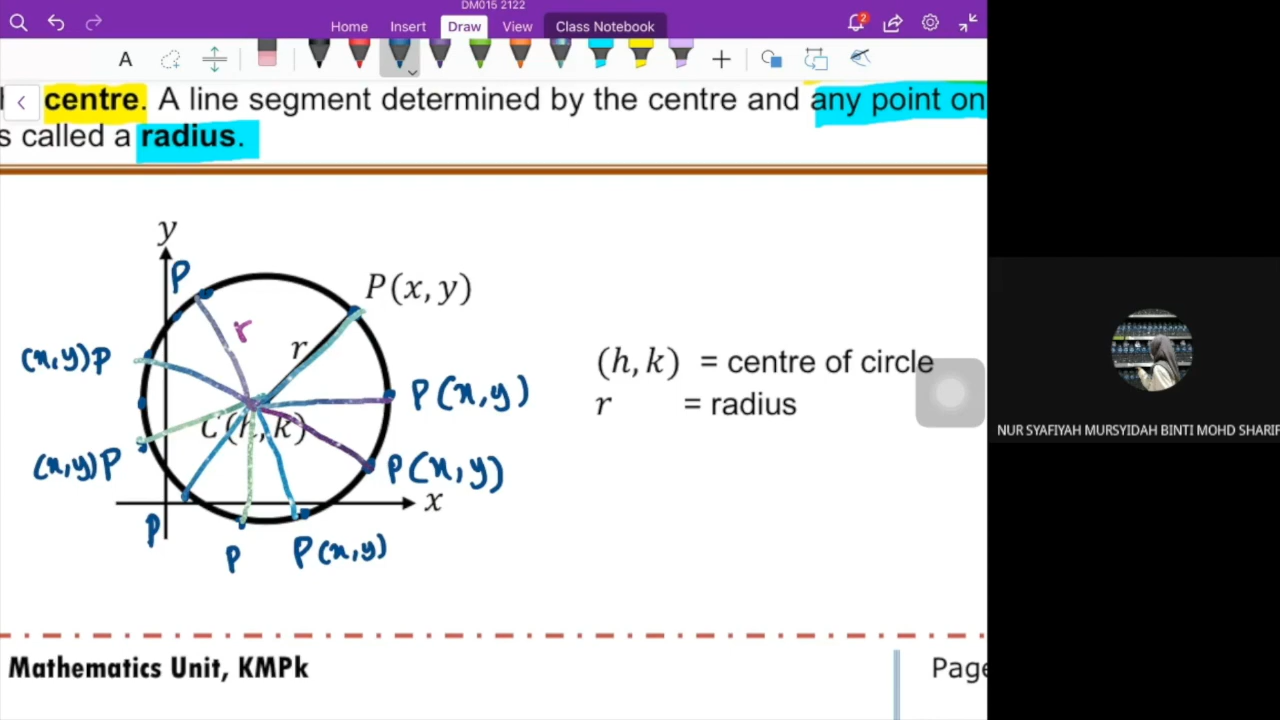 DM015 2122
Home Insert Draw View Class Notebook
2
A
centre. A line segment determined by the centre and any point on
s called a radius.
y
P
P(x, y)
r
r
(x,y)P
(h, k) = centre of circle
P(x,y)
r = radius
C(h, k)
NUR SYAFIYAH MURSYIDAH BINTI MOHD SHARIF
(x,y)P
P(x,y)
x
P
P
P(x,y)
Mathematics Unit, KMPk
Page